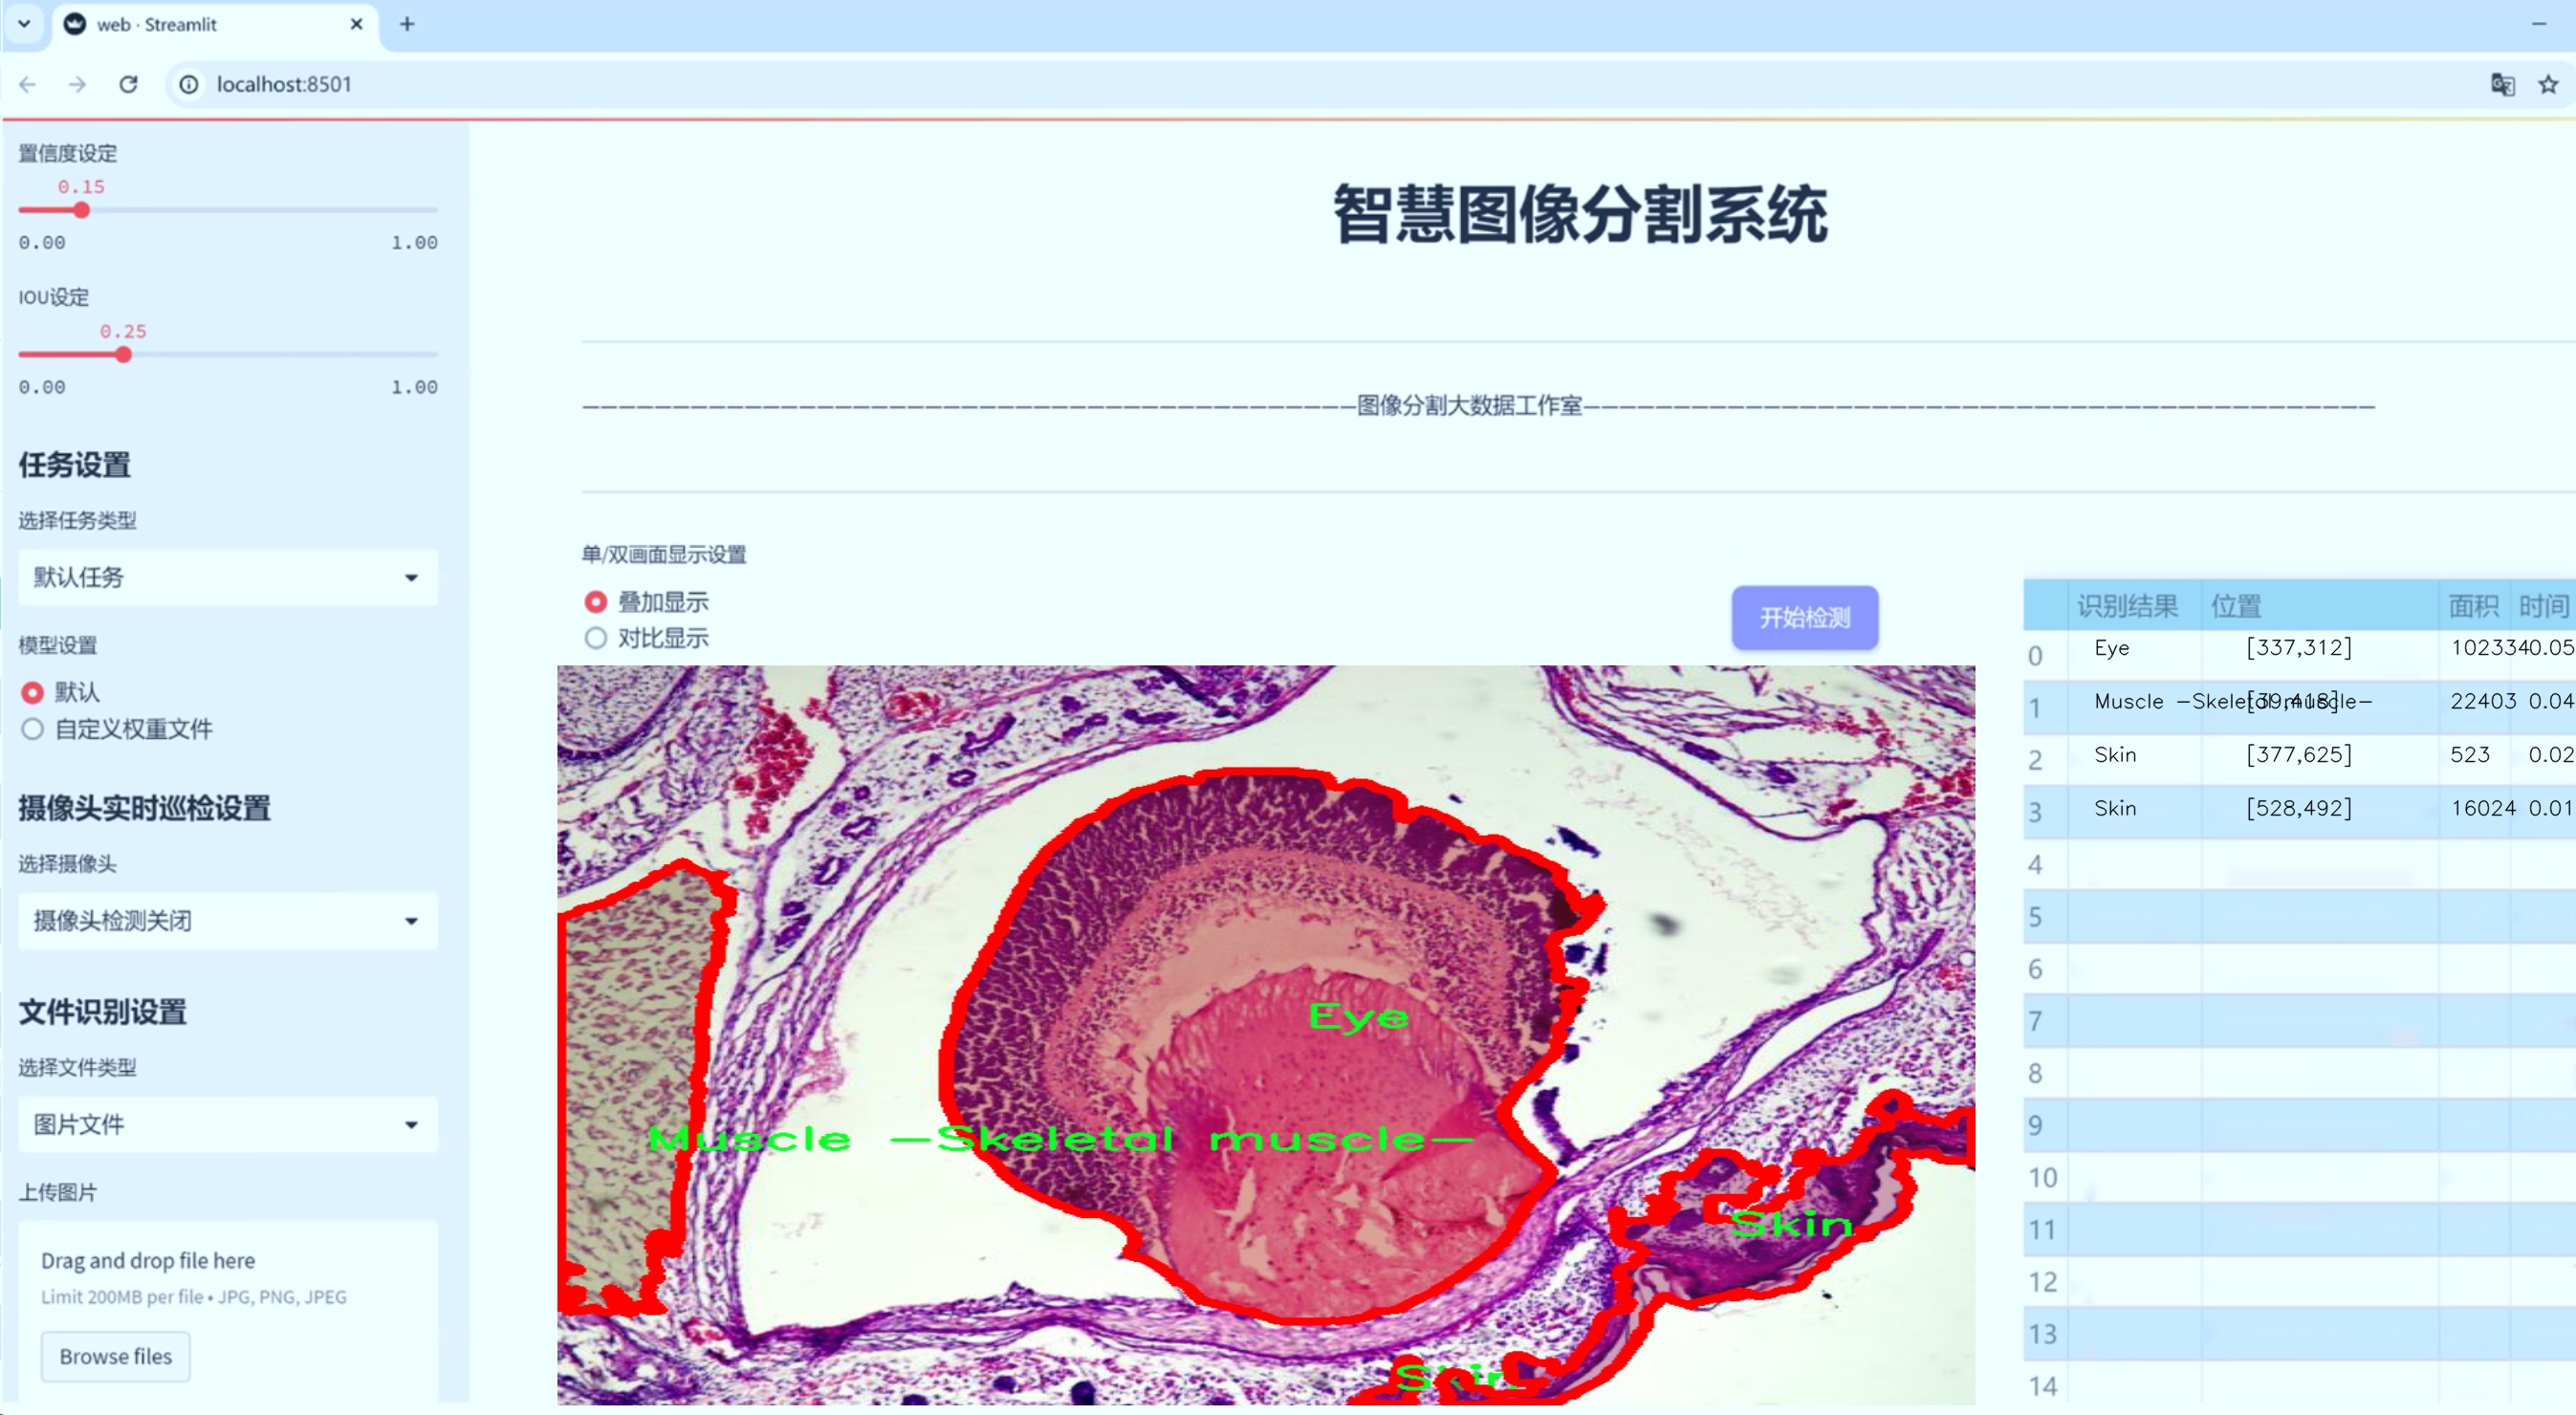 web · Streamlit
localhost:8501
置信度设定
0.15
0.00 1.00
IOU设定
0.25
0.00 1.00
任务设置
选择任务类型
默认任务
模型设置
默认
自定义权重文件
摄像头实时巡检设置
选择摄像头
摄像头检测关闭
文件识别设置
选择文件类型
图片文件
上传图片
Drag and drop file here
Limit 200MB per file • JPG, PNG, JPEG
Browse files
智慧图像分割系统
图像分割大数据工作室
单/双画面显示设置
叠加显示
对比显示
开始检测
Eye
Muscle -Skeletal muscle-
Skin
Skin
识别结果 位置 面积 时间
0 Eye [337,312] 102334 0.05
1 Muscle -Skeletal muscle- [39,418] 22403 0.04
2 Skin [377,625] 523 0.02
3 Skin [528,492] 16024 0.01
4
5
6
7
8
9
10
11
12
13
14